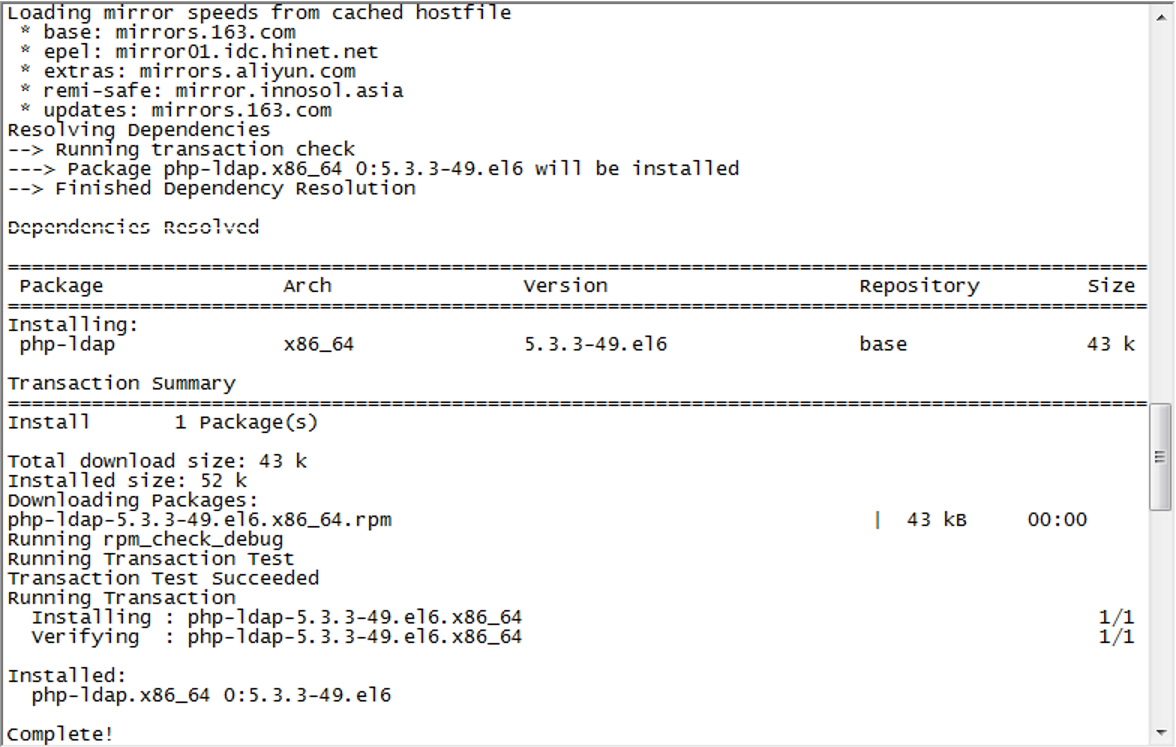 Loading mirror speeds from cached hostfile
 * base: mirrors.163.com
 * epel: mirror01.idc.hinet.net
 * extras: mirrors.aliyun.com
 * remi-safe: mirror.innosol.asia
 * updates: mirrors.163.com
Resolving Dependencies
--> Running transaction check
---> Package php-ldap.x86_64 0:5.3.3-49.el6 will be installed
--> Finished Dependency Resolution
Dependencies Resolved
================================================================================
 Package               Arch                Version                     Repository         Size
================================================================================
Installing:
 php-ldap              x86_64              5.3.3-49.el6                base               43 k
Transaction Summary
================================================================================
Install       1 Package(s)
Total download size: 43 k
Installed size: 52 k
Downloading Packages:
php-ldap-5.3.3-49.el6.x86_64.rpm                                        |  43 kB     00:00
Running rpm_check_debug
Running Transaction Test
Transaction Test Succeeded
Running Transaction
  Installing : php-ldap-5.3.3-49.el6.x86_64                                                1/1
  Verifying  : php-ldap-5.3.3-49.el6.x86_64                                                1/1
Installed:
  php-ldap.x86_64 0:5.3.3-49.el6
Complete!